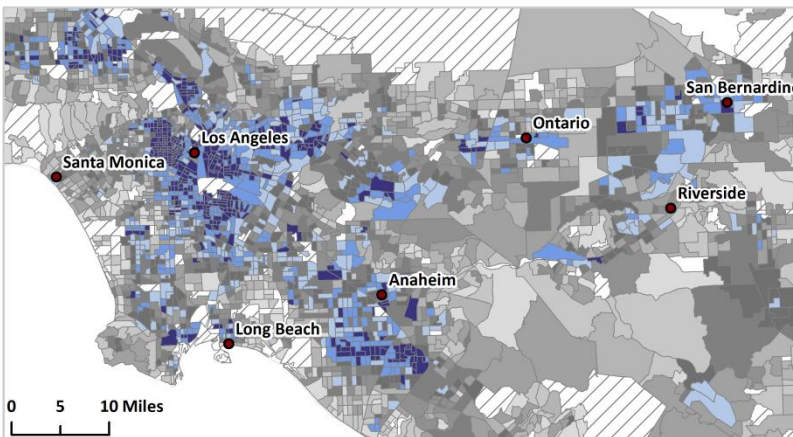 San Bernardino
Ontario
Los Angeles
Santa Monica
Riverside
Anaheim
Long Beach
0 5 10 Miles